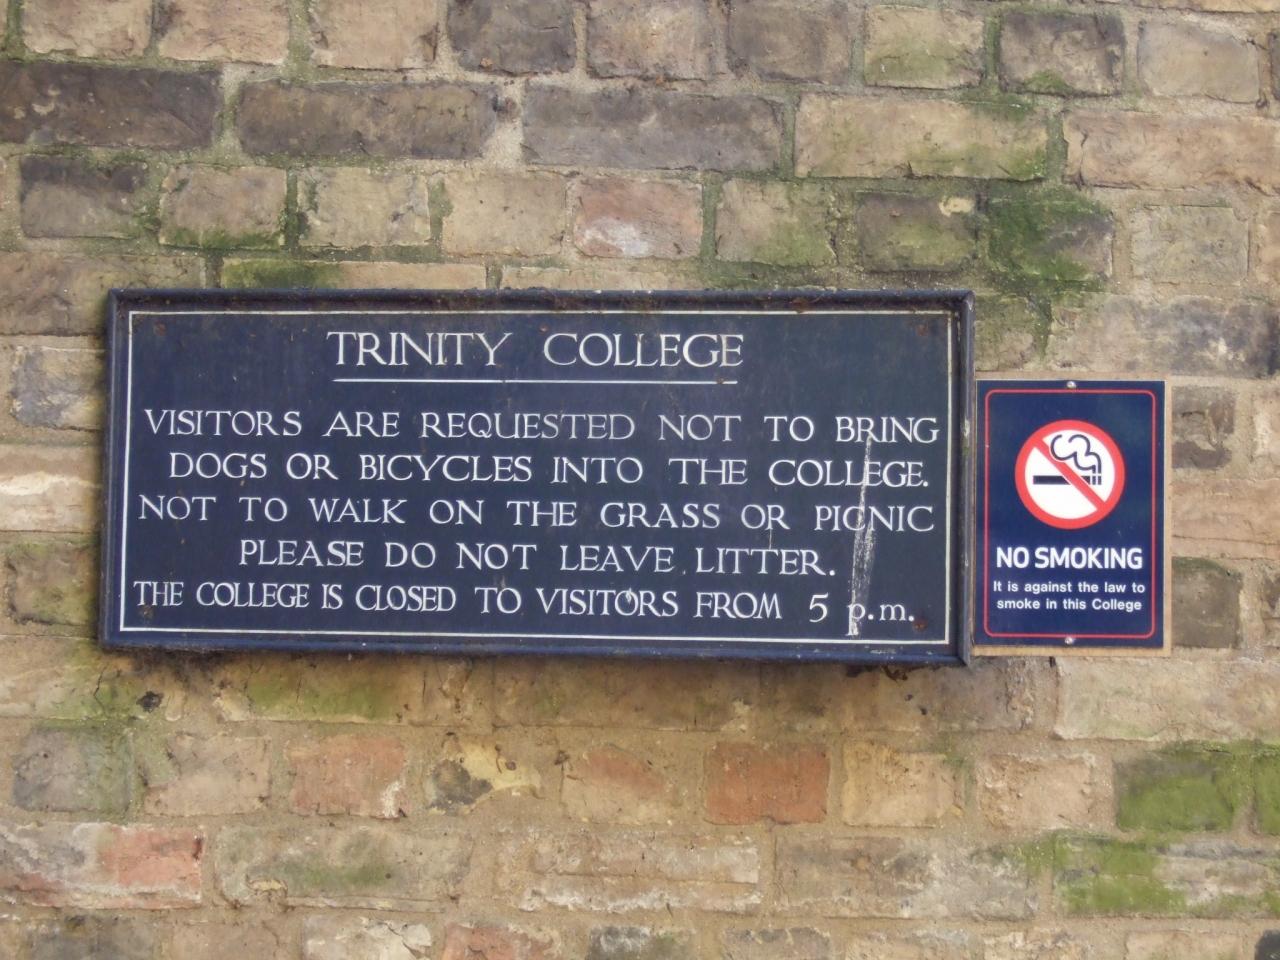 TRINITY COLLEGE
VISITORS ARE REQUESTED NOT TO BRING
DOGS OR BICYCLES INTO THE COLLEGE.
NOT TO WALK ON THE GRASS OR PICNIC
PLEASE DO NOT LEAVE LITTER.
THE COLLEGE IS CLOSED TO VISITORS FROM 5 p.m.
NO SMOKING
It is against the law to
smoke in this College